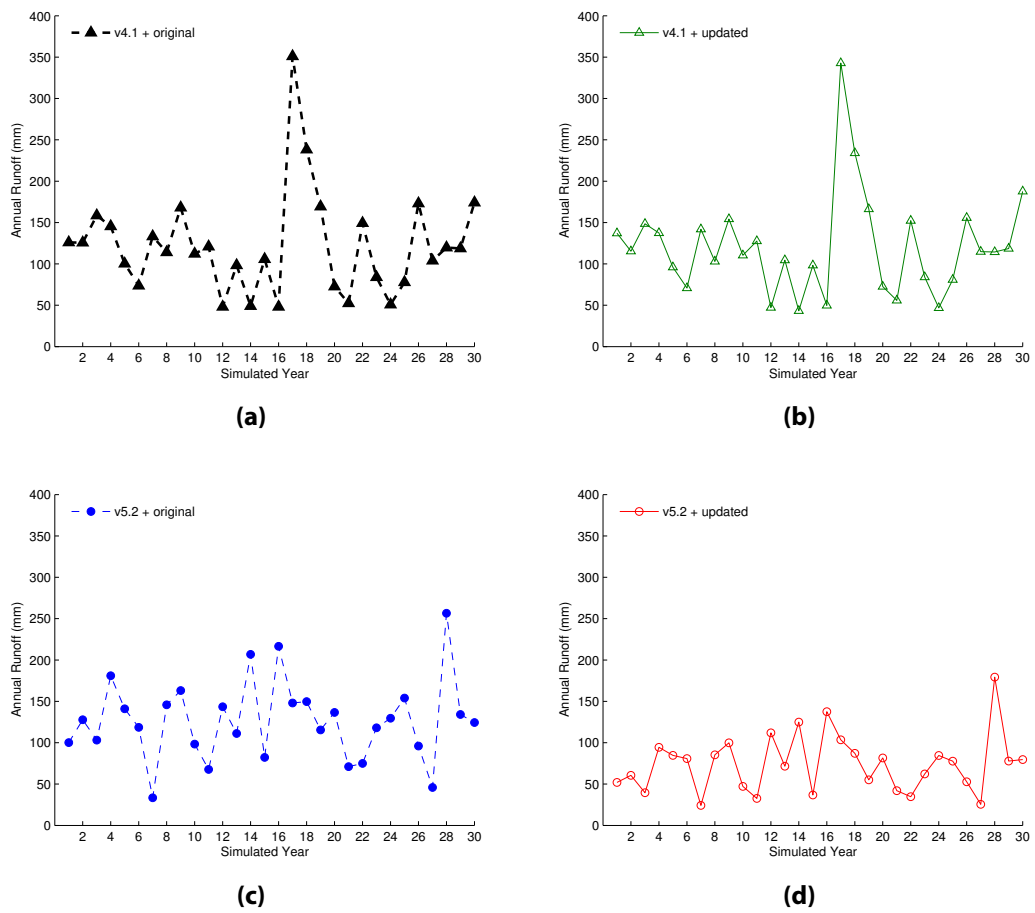 v4.1 + original
Annual Runoff (mm)
400
350
300
250
200
150
100
50
0
2 4 6 8 10 12 14 16 18 20 22 24 26 28 30
Simulated Year
(a)
v4.1 + updated
Annual Runoff (mm)
400
350
300
250
200
150
100
50
0
2 4 6 8 10 12 14 16 18 20 22 24 26 28 30
Simulated Year
(b)
v5.2 + original
Annual Runoff (mm)
400
350
300
250
200
150
100
50
0
2 4 6 8 10 12 14 16 18 20 22 24 26 28 30
Simulated Year
(c)
v5.2 + updated
Annual Runoff (mm)
400
350
300
250
200
150
100
50
0
2 4 6 8 10 12 14 16 18 20 22 24 26 28 30
Simulated Year
(d)